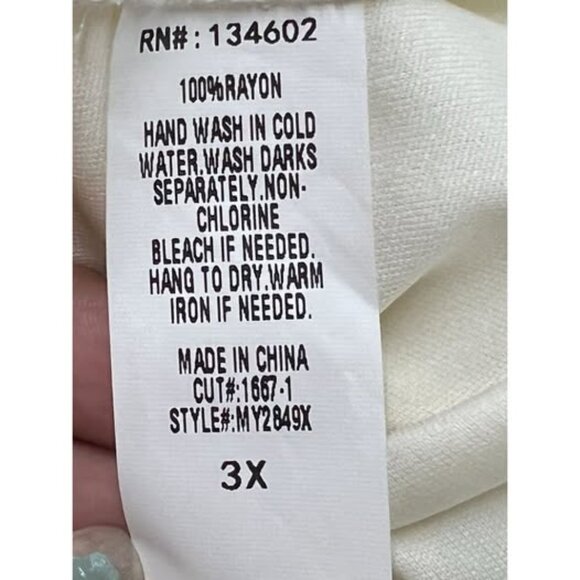 RN#: 134602
100%RAYON
HAND WASH IN COLD
WATER.WASH DARKS
SEPARATELY.NON-
CHLORINE
BLEACH IF NEEDED.
HANG TO DRY.WARM
IRON IF NEEDED.
MADE IN CHINA
CUT#:1667-1
STYLE#:MY2849X
3X